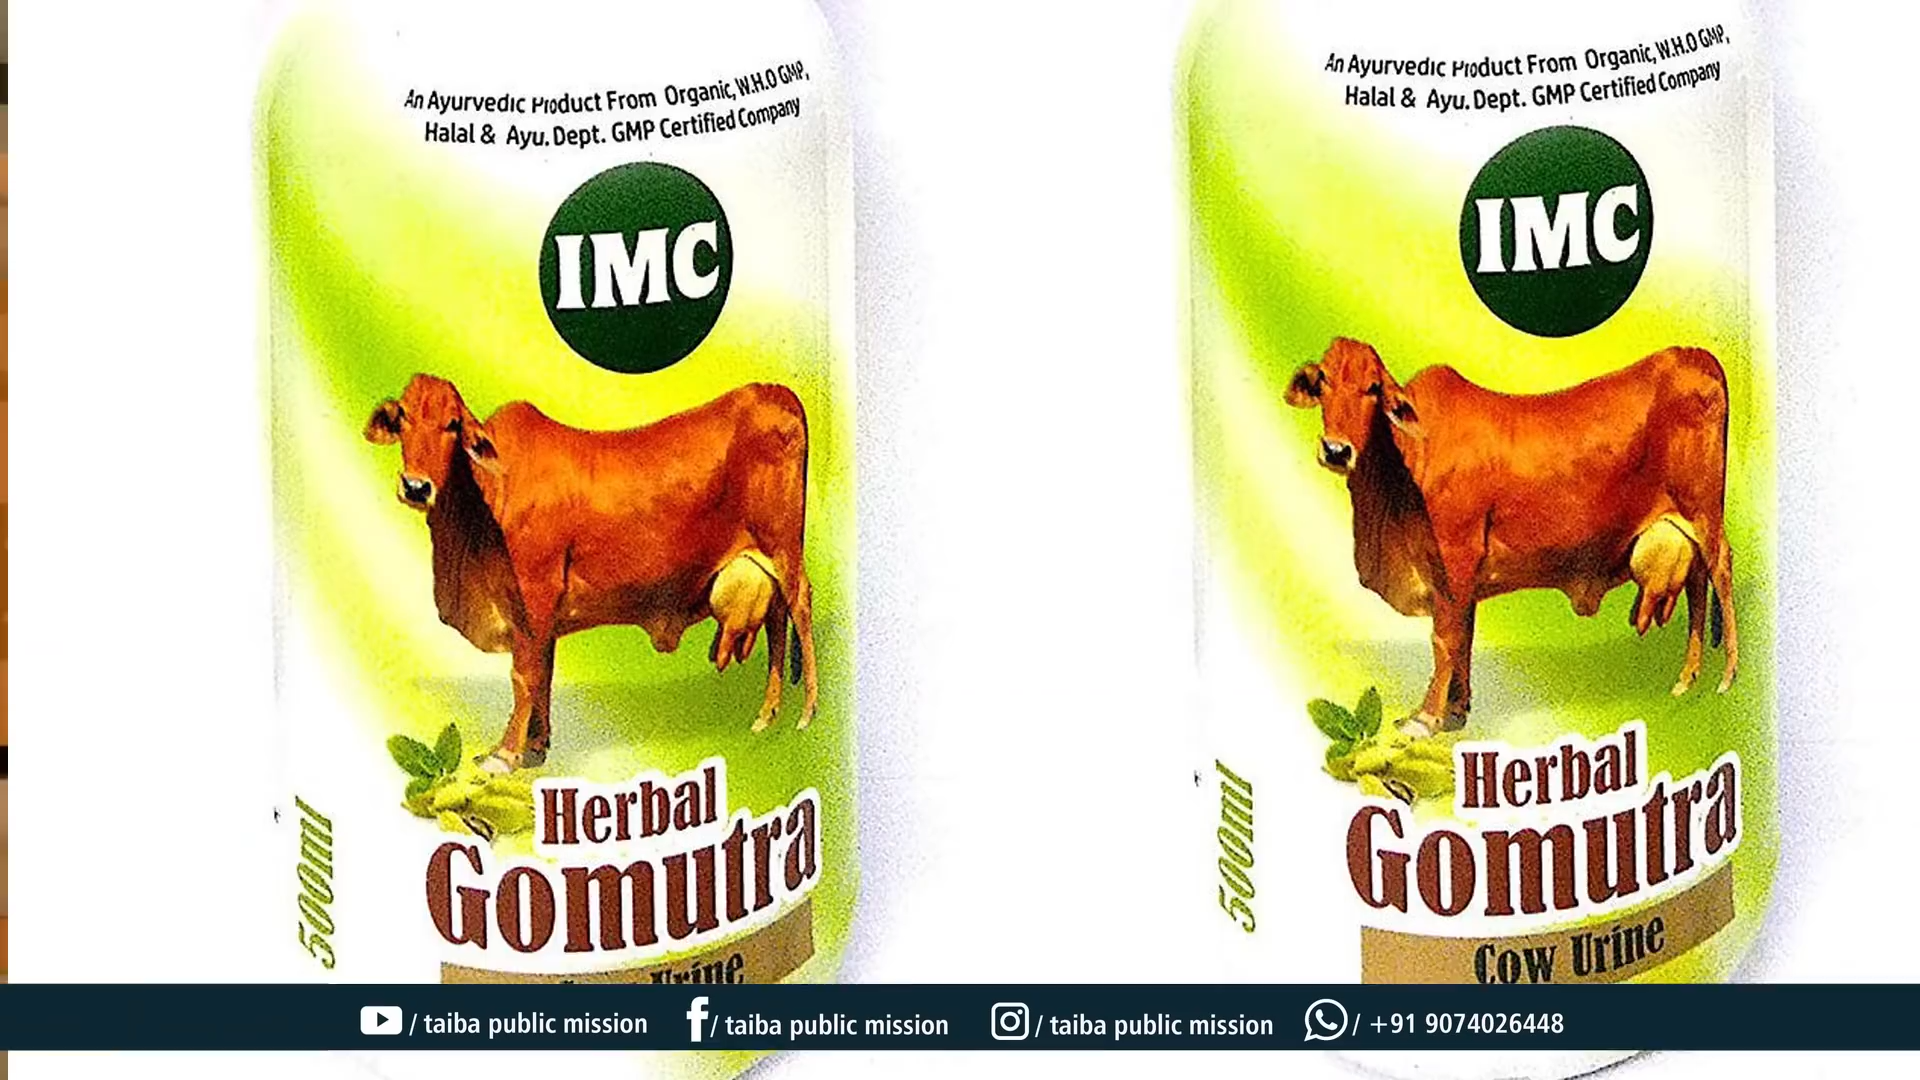 An Ayurvedic Product From Organic, W.H.O GMP,
Halal & Ayu. Dept. GMP Certified Company
IMC
Herbal
Gomutra
Urine
500ml
An Ayurvedic Product From Organic, W.H.O GMP,
Halal & Ayu. Dept. GMP Certified Company
IMC
Herbal
Gomutra
Cow Urine
500ml
/ taiba public mission / taiba public mission / taiba public mission / +91 9074026448